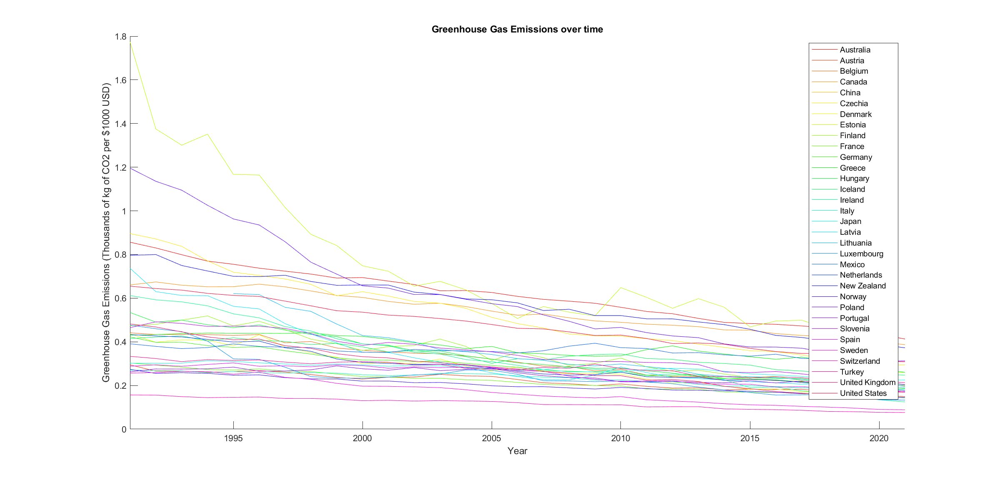 Greenhouse Gas Emissions over time
Greenhouse Gas Emissions (Thousands of kg of CO2 per $1000 USD)
1.8
1.6
1.4
1.2
1
0.8
0.6
0.4
0.2
0
Australia
Austria
Belgium
Canada
China
Czechia
Denmark
Estonia
Finland
France
Germany
Greece
Hungary
Iceland
Ireland
Italy
Japan
Latvia
Lithuania
Luxembourg
Mexico
Netherlands
New Zealand
Norway
Poland
Portugal
Slovenia
Spain
Sweden
Switzerland
Turkey
United Kingdom
United States
1995 2000 2005 2010 2015 2020
Year